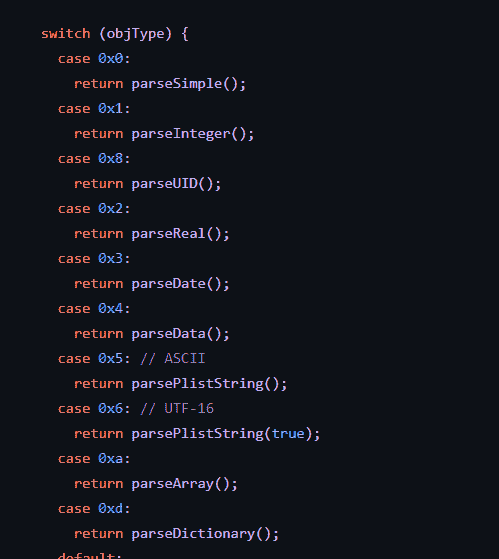 switch (objType) {
case 0x0:
return parseSimple();
case 0x1:
return parseInteger();
case 0x8:
return parseUID();
case 0x2:
return parseReal();
case 0x3:
return parseDate();
case 0x4:
return parseData();
case 0x5: // ASCII
return parsePlistString();
case 0x6: // UTF-16
return parsePlistString(true);
case 0xa:
return parseArray();
case 0xd:
return parseDictionary();
default: